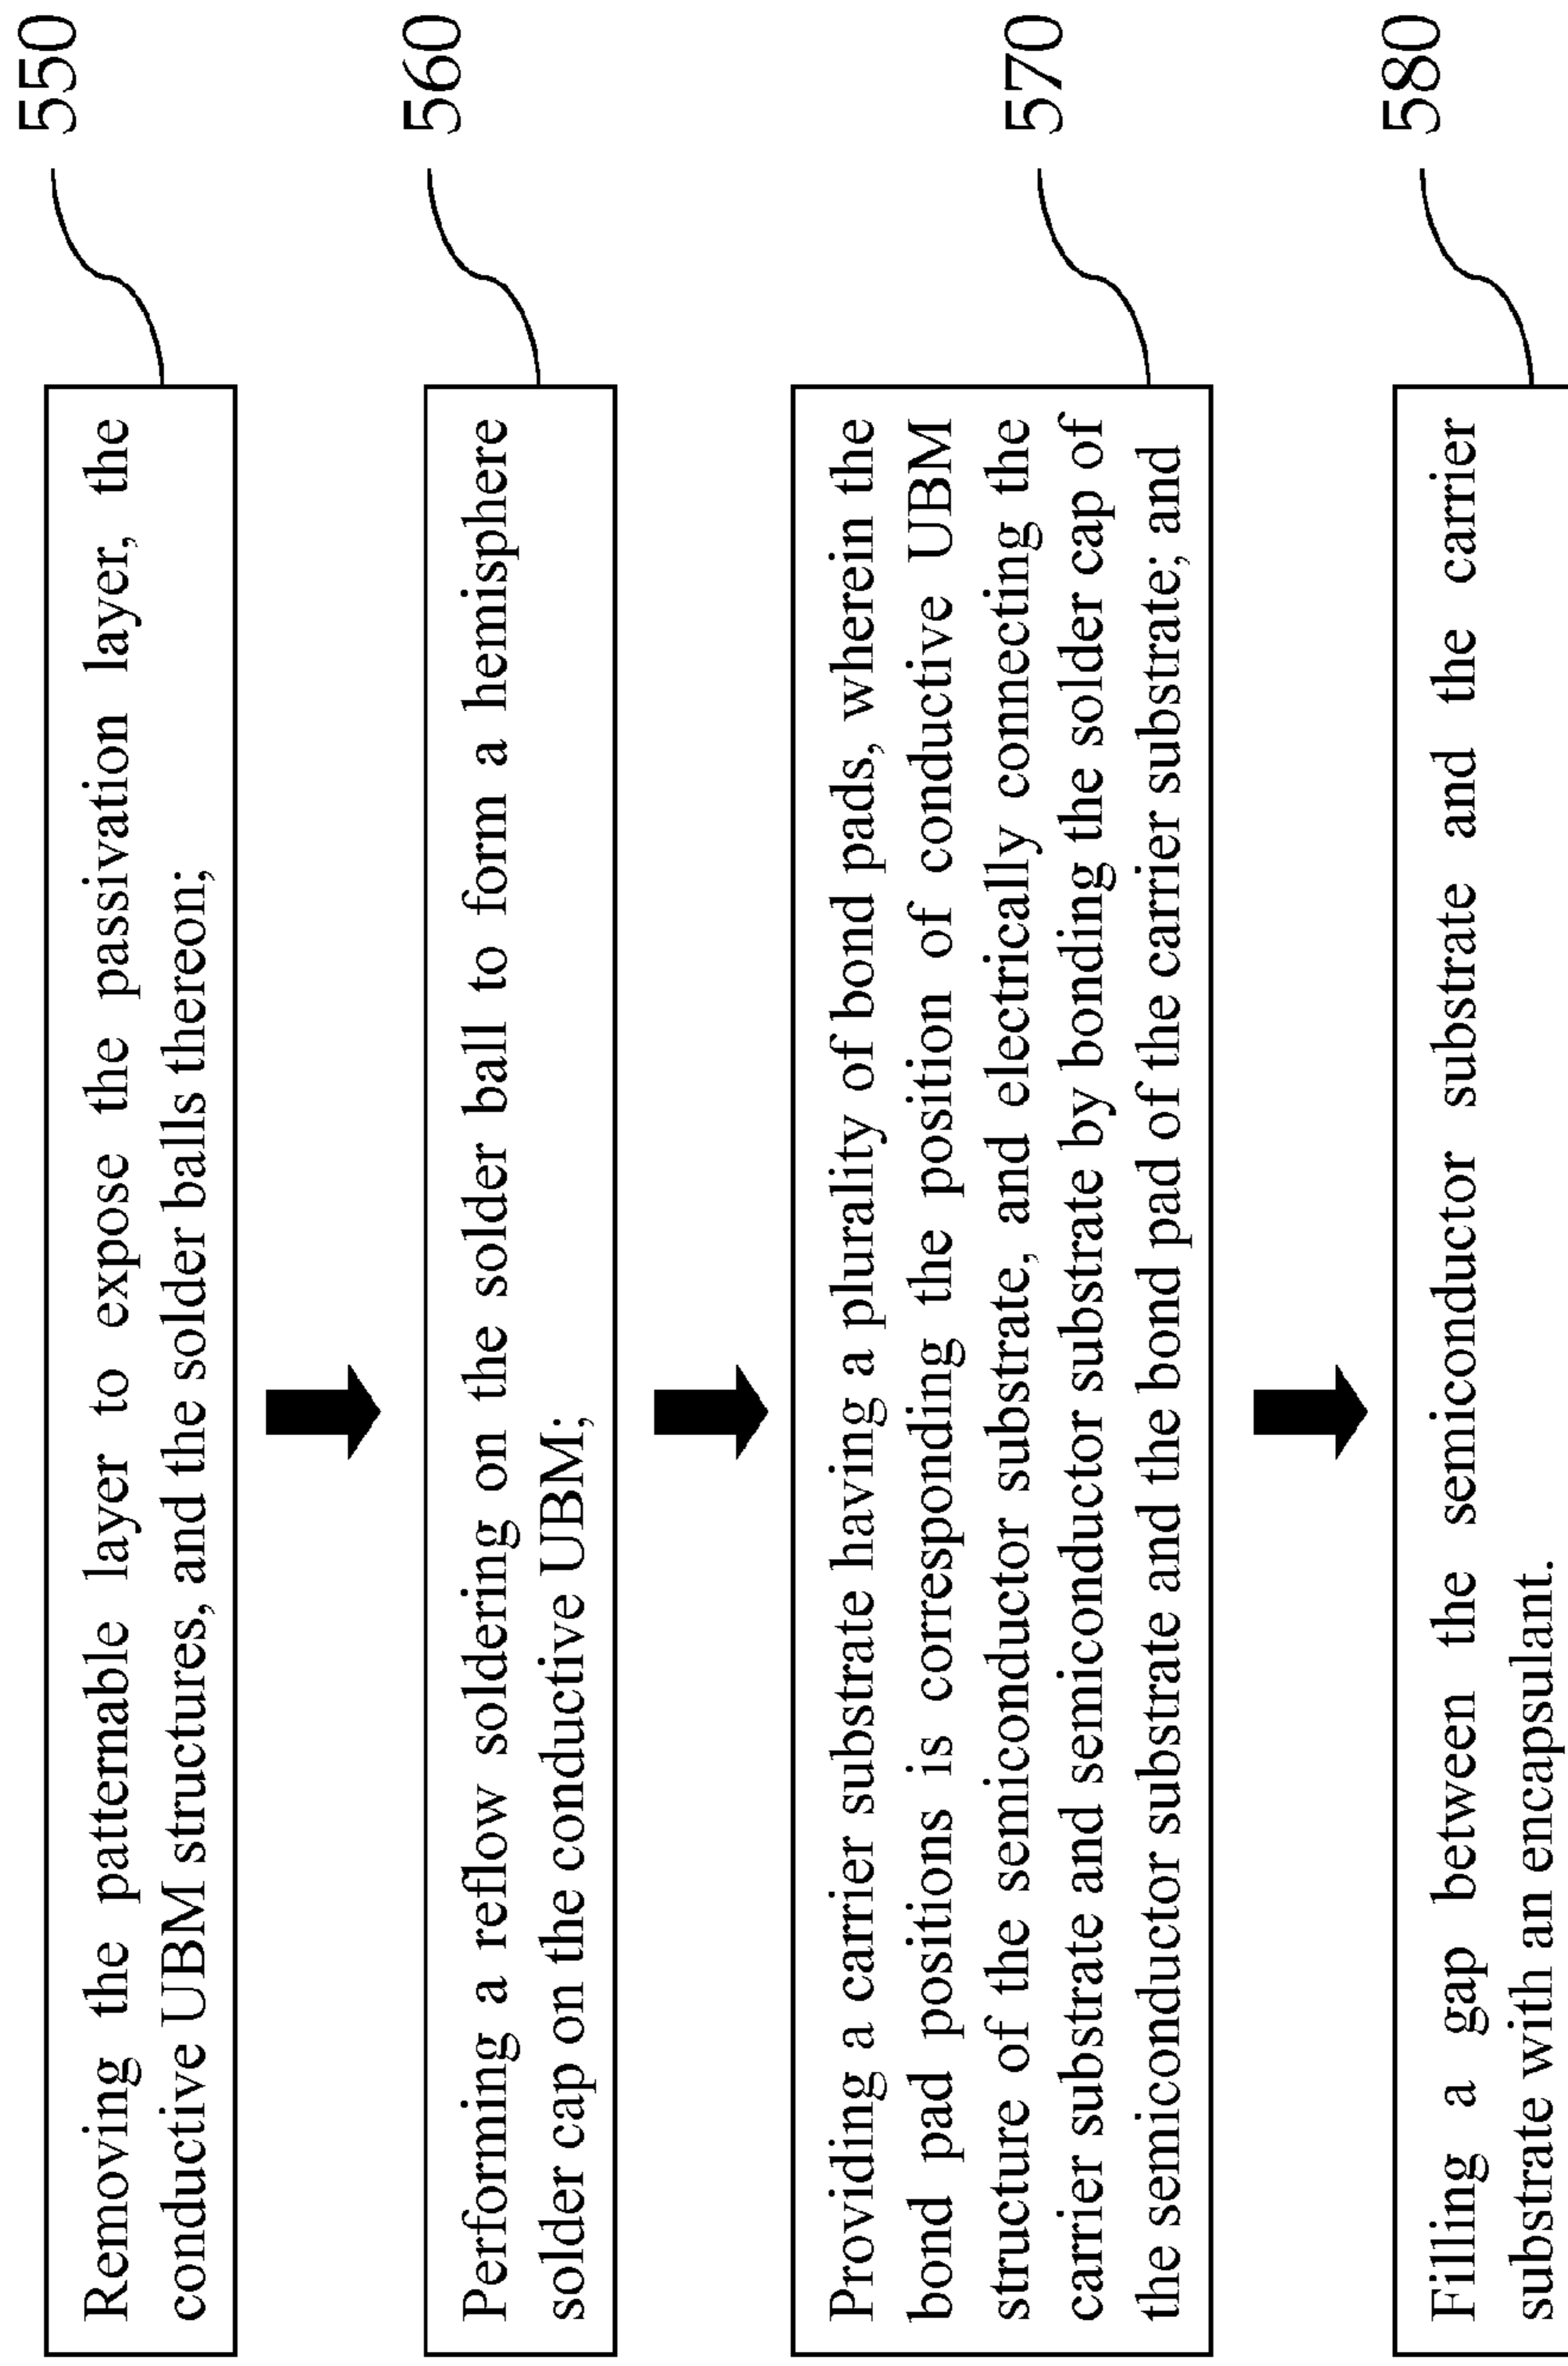 Removing the patternable layer to expose the passivation layer, the
conductive UBM structures, and the solder balls thereon;
550
Performing a reflow soldering on the solder ball to form a hemisphere
solder cap on the conductive UBM;
560
Providing a carrier substrate having a plurality of bond pads, wherein the
bond pad positions is corresponding the position of conductive UBM
structure of the semiconductor substrate, and electrically connecting the
carrier substrate and semiconductor substrate by bonding the solder cap of
the semiconductor substrate and the bond pad of the carrier substrate; and
570
Filling a gap between the semiconductor substrate and the carrier
substrate with an encapsulant.
580